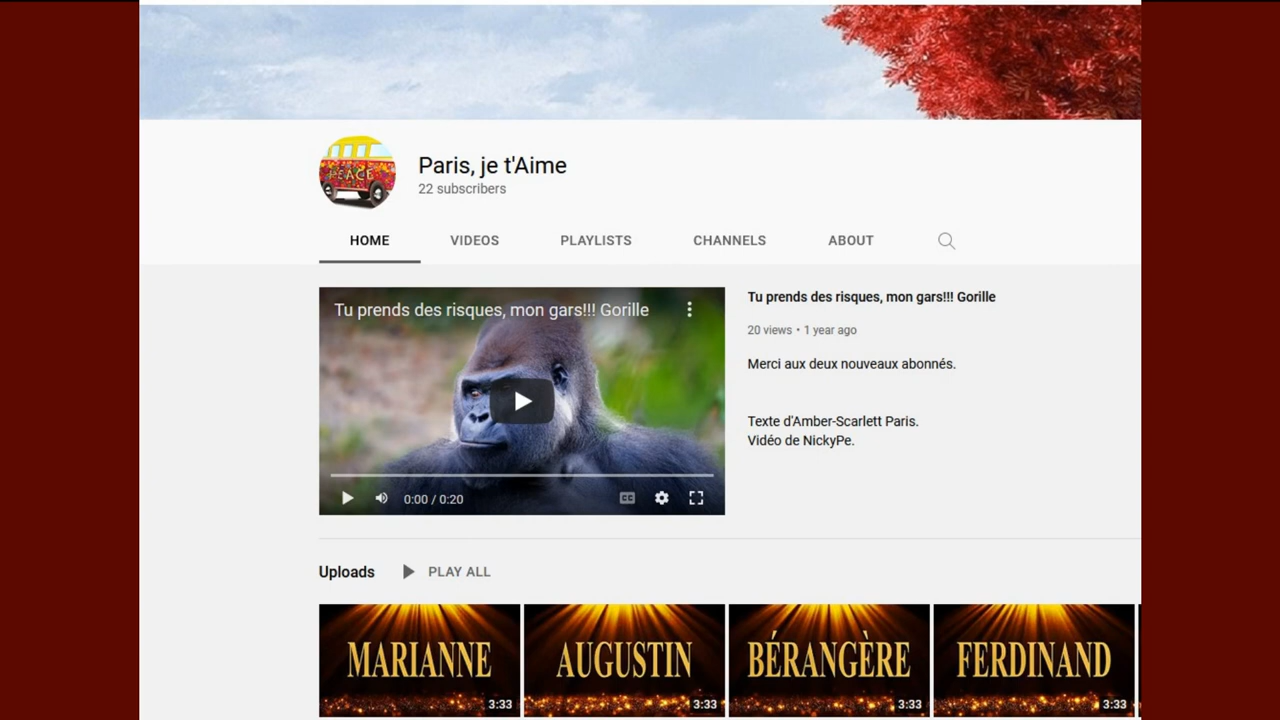 PEACE
Paris, je t'Aime
22 subscribers
HOME VIDEOS PLAYLISTS CHANNELS ABOUT
Tu prends des risques, mon gars!!! Gorille
0:00 / 0:20
CC
Tu prends des risques, mon gars!!! Gorille
20 views • 1 year ago
Merci aux deux nouveaux abonnés.
Texte d'Amber-Scarlett Paris.
Vidéo de NickyPe.
Uploads PLAY ALL
MARIANNE
3:33
AUGUSTIN
3:33
BÉRANGÈRE
3:33
FERDINAND
3:33